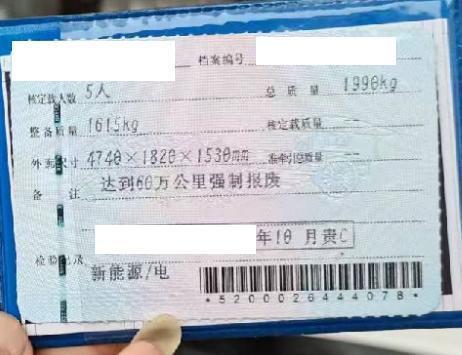 档案编号
核定载人数 5人 总质量 1990kg
整备质量 1615kg 核定载质量 --
外廓尺寸 4740×1820×1530mm 准牵引总质量 --
备注 达到60万公里强制报废
年10月贵C
检验记录
新能源/电
*5200026444078*